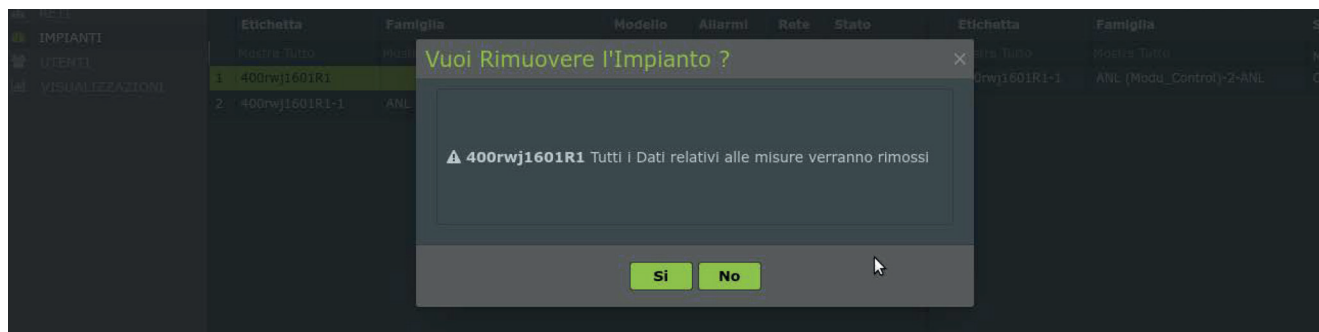 RETI
Etichetta Famiglia Modello Allarmi Rete Stato Etichetta Famiglia
IMPIANTI
Mostra Tutto Mostra Tutto
UTENTI
Vuoi Rimuovere l'Impianto ?
1 400rwj1601R1
VISUALIZZAZIONI
ANL (Modu_Control)-2-ANL
2 400rwj1601R1-1 ANL
400rwj1601R1 Tutti i Dati relativi alle misure verranno rimossi
Si No